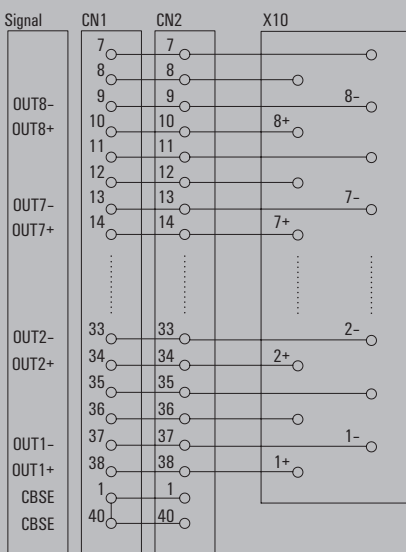 Signal CN1 CN2 X10
7 7
8 8
OUT8- 9 9 8-
OUT8+ 10 10 8+
11 11
12 12
OUT7- 13 13 7-
OUT7+ 14 14 7+
OUT2- 33 33 2-
OUT2+ 34 34 2+
35 35
36 36
OUT1- 37 37 1-
OUT1+ 38 38 1+
CBSE 1 1
CBSE 40 40